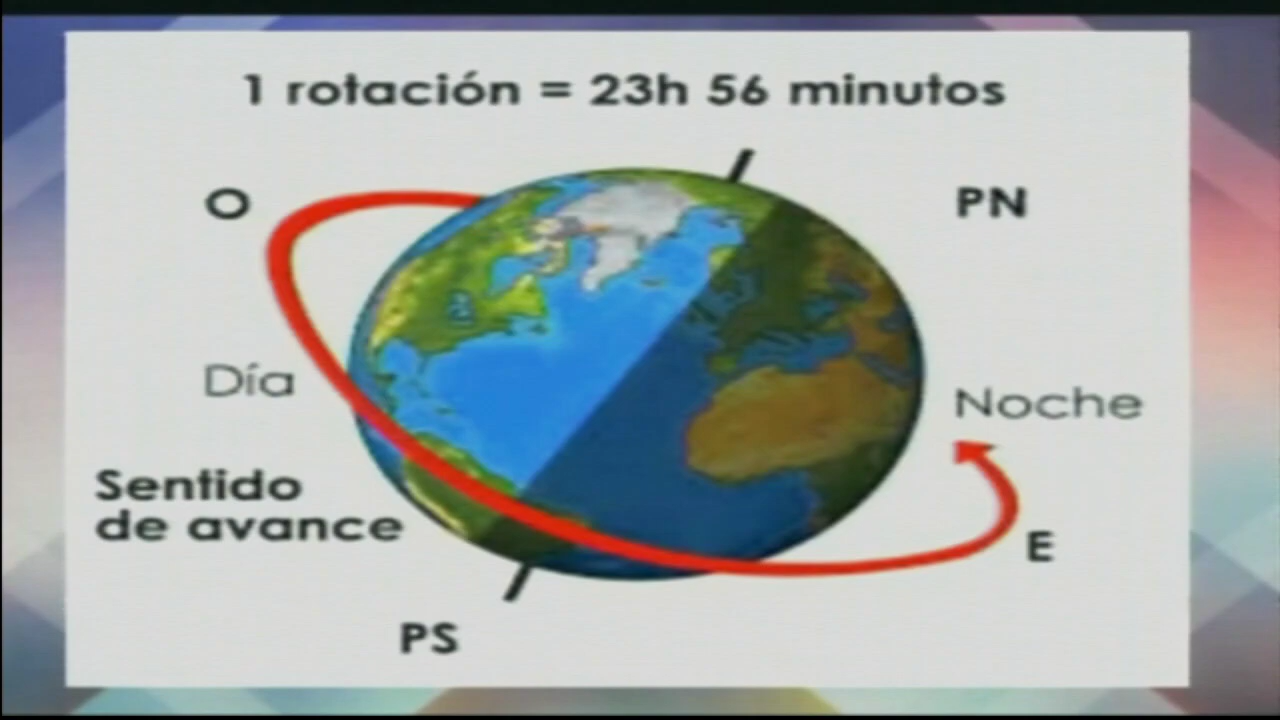 1 rotación = 23h 56 minutos
O
PN
Día
Noche
Sentido
de avance
E
PS